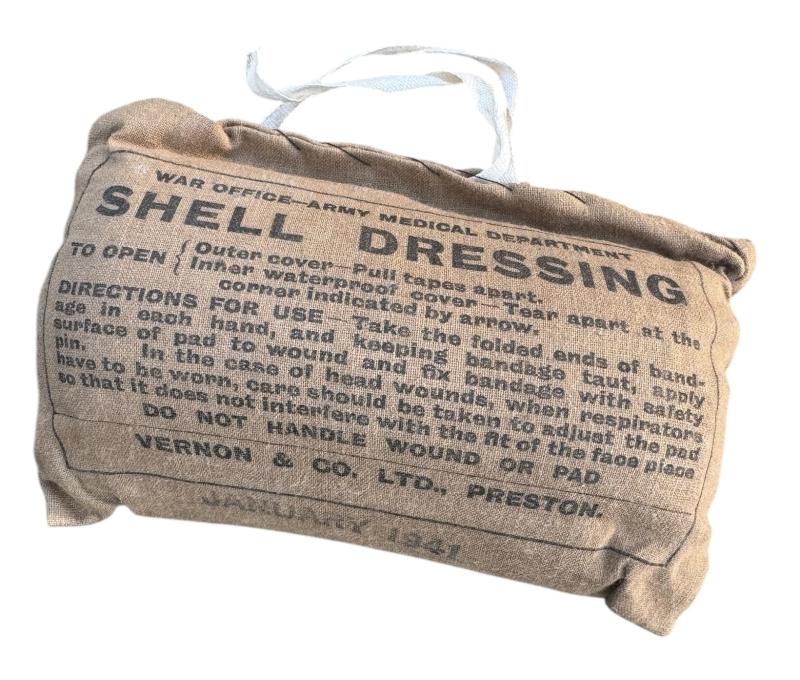 WAR OFFICE—ARMY MEDICAL DEPARTMENT
SHELL DRESSING
TO OPEN { Outer cover—Pull tapes apart.
Inner waterproof cover—Tear apart at the
corner indicated by arrow.
DIRECTIONS FOR USE—Take the folded ends of band-
age in each hand, and keeping bandage taut, apply
surface of pad to wound and fix bandage with safety
pin. In the case of head wounds, when respirators
have to be worn, care should be taken to adjust the pad
so that it does not interfere with the fit of the face piece
DO NOT HANDLE WOUND OR PAD
VERNON & CO. LTD., PRESTON.
JANUARY 1941